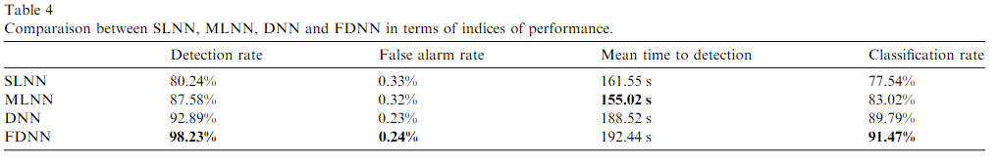 Table 4
Comparaison between SLNN, MLNN, DNN and FDNN in terms of indices of performance.
Detection rate False alarm rate Mean time to detection Classification rate
SLNN 80.24% 0.33% 161.55 s 77.54%
MLNN 87.58% 0.32% 155.02 s 83.02%
DNN 92.89% 0.23% 188.52 s 89.79%
FDNN 98.23% 0.24% 192.44 s 91.47%